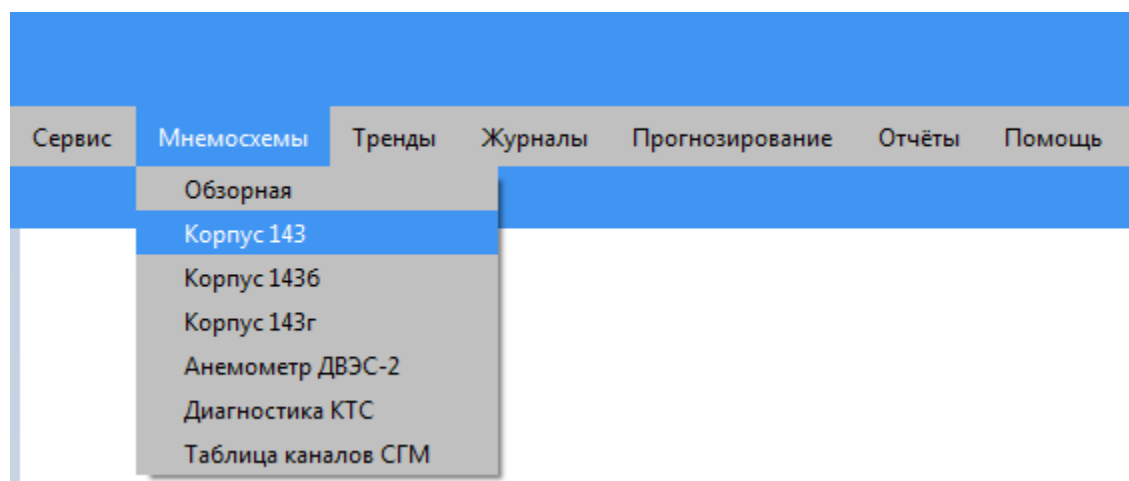 Сервис Мнемосхемы Тренды Журналы Прогнозирование Отчёты Помощь
Обзорная
Корпус 143
Корпус 143б
Корпус 143г
Анемометр ДВЭС-2
Диагностика КТС
Таблица каналов СГМ